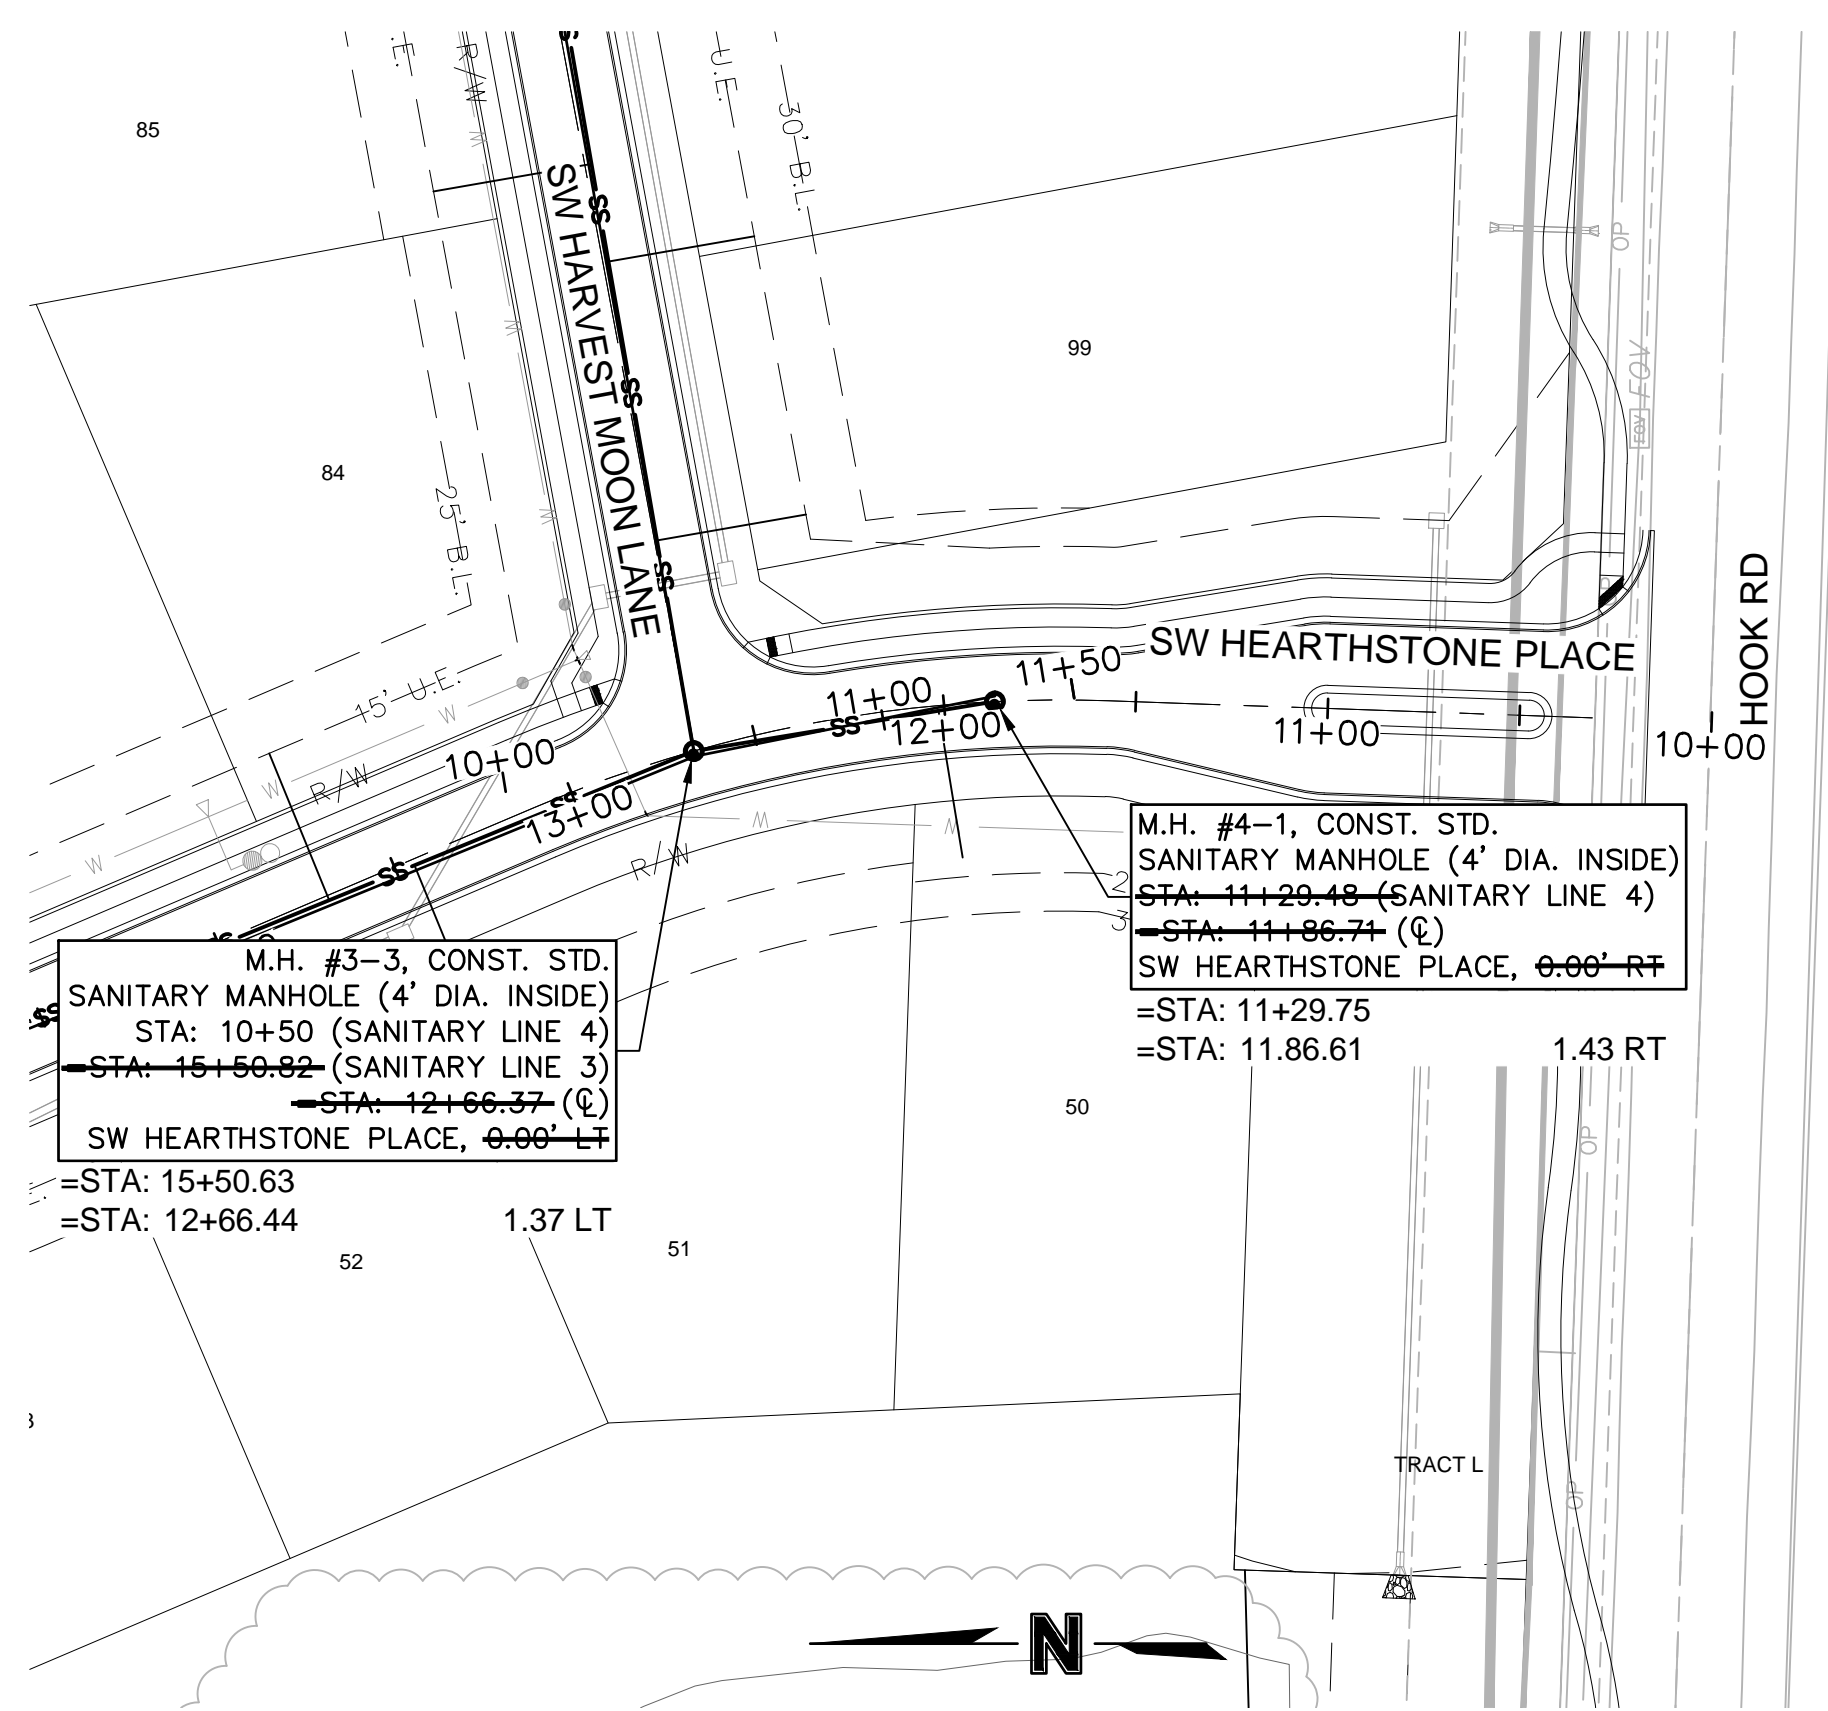 .E.
R/W
U.E.
30' B.L.
85
SS
SW HARVEST MOON LANE
W
OP
W
99
FOV
FOV
SS
84
25' B.L.
W
SS
HOOK RD
SW HEARTHSTONE PLACE
11+50
15' U.E.
11+00
W
SS
12+00
11+00
10+00
10+00
R/W
W
13+00
W
W
R/W
W
SS
M.H. #4-1, CONST. STD.
SANITARY MANHOLE (4' DIA. INSIDE)
STA: 11+29.48 (SANITARY LINE 4)
=STA: 11+86.71 (℄)
SW HEARTHSTONE PLACE, 0.00' RT
=STA: 11+29.75
=STA: 11.86.61 1.43 RT
2
3
M.H. #3-3, CONST. STD.
SANITARY MANHOLE (4' DIA. INSIDE)
STA: 10+50 (SANITARY LINE 4)
=STA: 15+50.82 (SANITARY LINE 3)
=STA: 12+66.37 (℄)
SW HEARTHSTONE PLACE, 0.00' LT
=STA: 15+50.63
=STA: 12+66.44 1.37 LT
SS
50
OP
51
52
TRACT L
OP
N